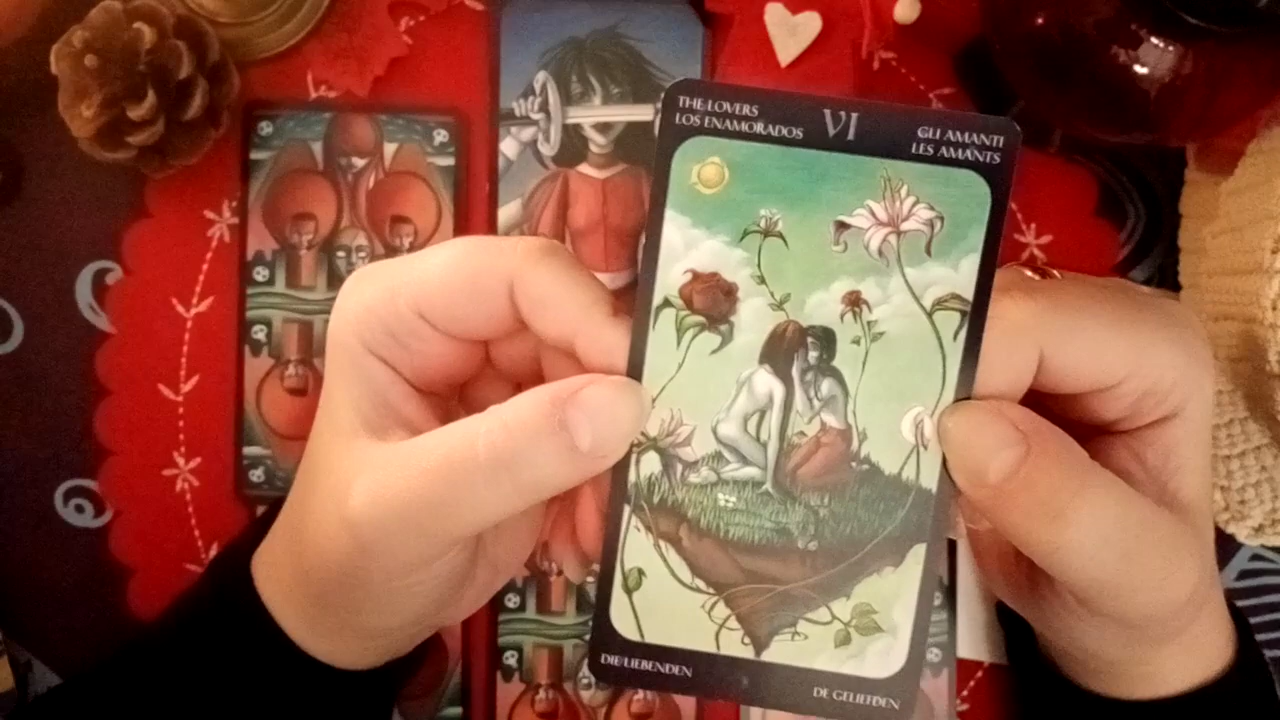 THE LOVERS
LOS ENAMORADOS
VI
GLI AMANTI
LES AMANTS
DIE LIEBENDEN
DE GELIEFDEN